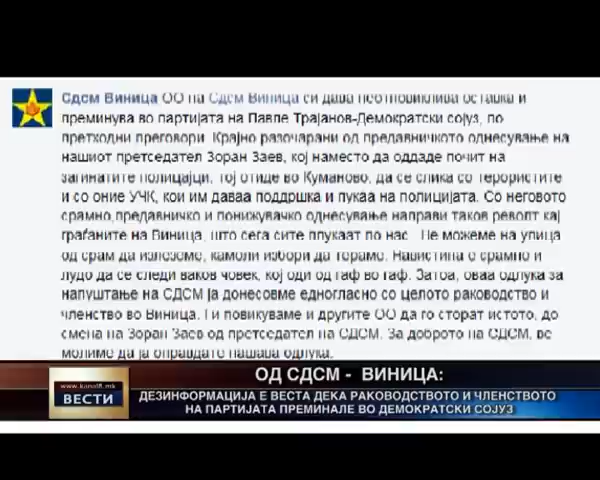 Сдсм Виница ОО на Сдсм Виница си дава неотповиклива оставка и
преминува во партијата на Павле Трајанов-Демократски сојуз, по
претходни преговори. Крајно разочарани од предавничкото однесување на
нашиот претседател Зоран Заев, кој наместо да оддаде почит на
загинатите полицајци, тој отиде во Куманово, да се слика со терористите
и со оние УЧК, кои им даваа поддршка и пукаа на полицијата. Со неговото
срамно,предавничко и понижувачко однесување направи таков револт кај
граѓаните на Виница, што сега сите плукаат по нас. Не можеме на улица
од срам да излеземе, камоли избори да тераме. Навистина е срамно и
лудо да се следи ваков човек, кој оди од гаф во гаф. Затоа, оваа одлука за
напуштање на СДСМ ја донесовме едногласно со целото раководство и
членство во Виница. Ги повикуваме и другите ОО да го сторат истото, до
смена на Зоран Заев од претседател на СДСМ. За доброто на СДСМ, ве
молиме да ја оправдате нашава одлука.
ОД СДСМ - ВИНИЦА:
www.kanal8.mk
ВЕСТИ
ДЕЗИНФОРМАЦИЈА Е ВЕСТА ДЕКА РАКОВОДСТВОТО И ЧЛЕНСТВОТО
НА ПАРТИЈАТА ПРЕМИНАЛЕ ВО ДЕМОКРАТСКИ СОЈУЗ